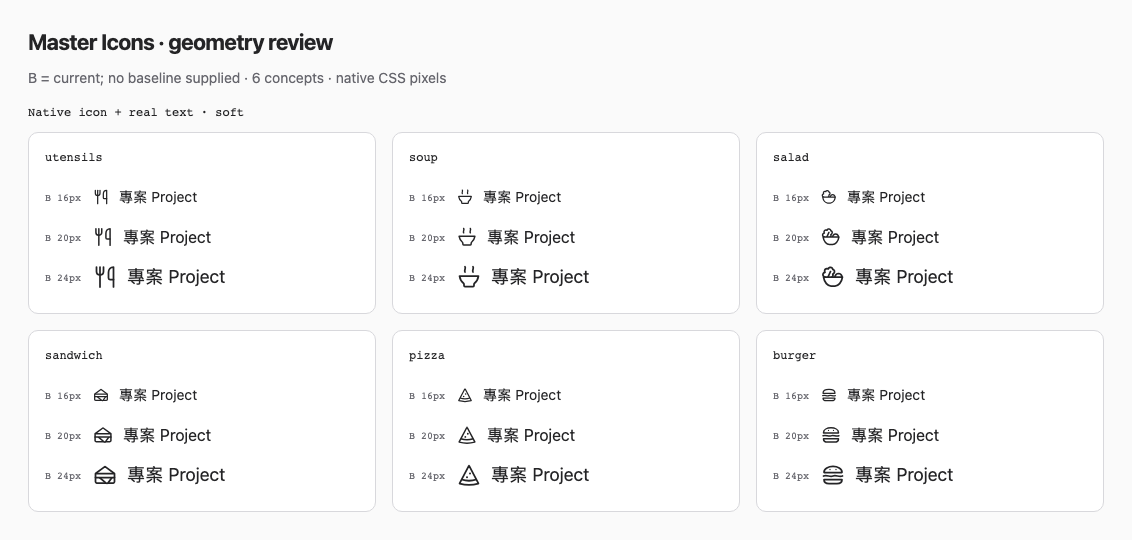 Master Icons · geometry review
B = current; no baseline supplied · 6 concepts · native CSS pixels
Native icon + real text · soft
utensils
B 16px 專案 Project
B 20px 專案 Project
B 24px 專案 Project
soup
B 16px 專案 Project
B 20px 專案 Project
B 24px 專案 Project
salad
B 16px 專案 Project
B 20px 專案 Project
B 24px 專案 Project
sandwich
B 16px 專案 Project
B 20px 專案 Project
B 24px 專案 Project
pizza
B 16px 專案 Project
B 20px 專案 Project
B 24px 專案 Project
burger
B 16px 專案 Project
B 20px 專案 Project
B 24px 專案 Project